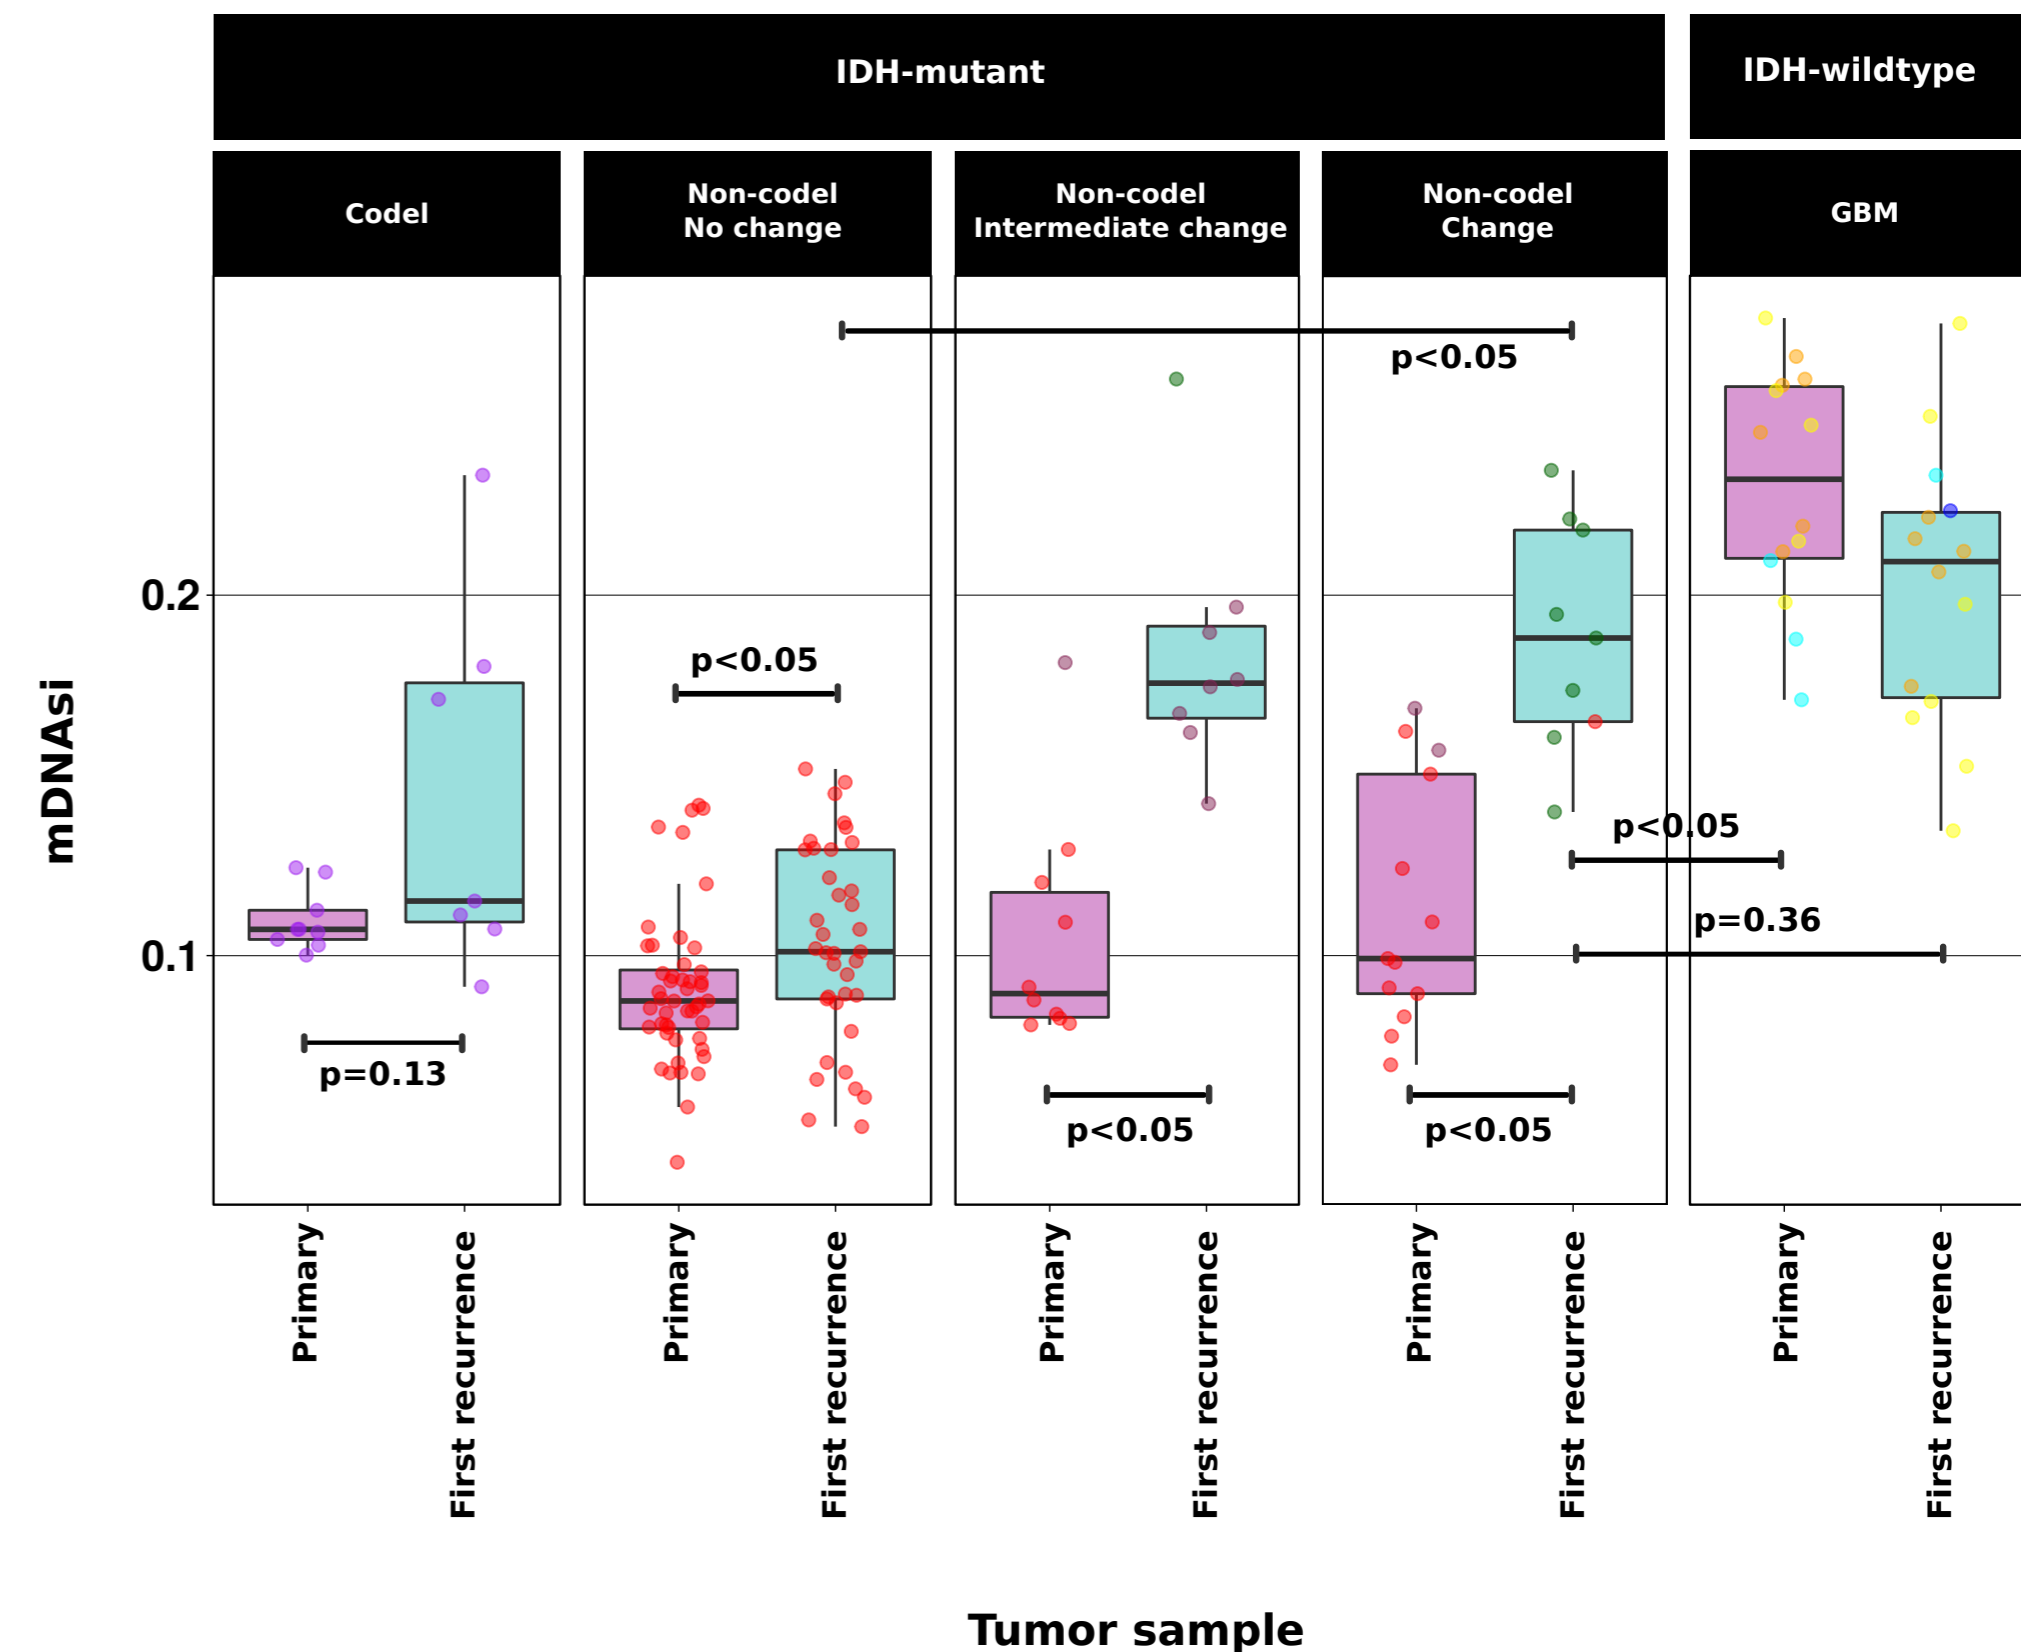 IDH-mutant
IDH-wildtype
Codel
Non-codel
No change
Non-codel
Intermediate change
Non-codel
Change
GBM
mDNAsi
0.2
0.1
p<0.05
p<0.05
p<0.05
p=0.36
p=0.13
p<0.05
p<0.05
Primary
First recurrence
Primary
First recurrence
Primary
First recurrence
Primary
First recurrence
Primary
First recurrence
Tumor sample